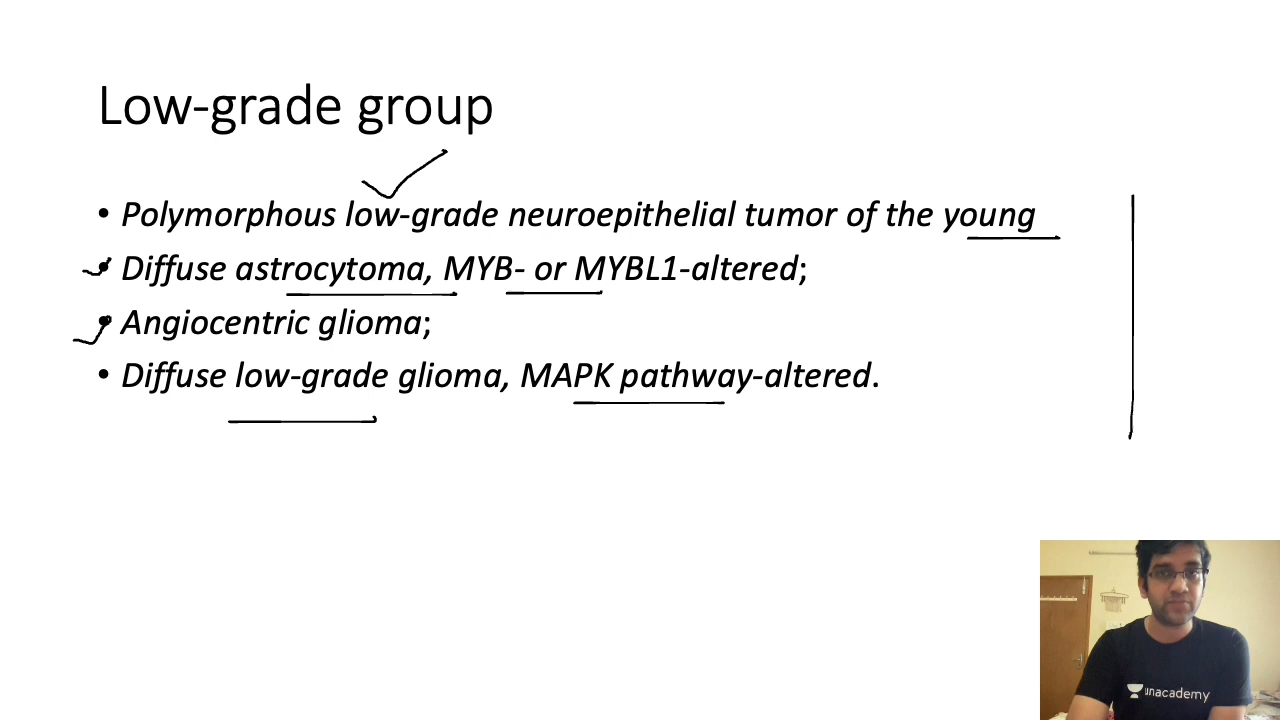 Low-grade group
• Polymorphous low-grade neuroepithelial tumor of the young
• Diffuse astrocytoma, MYB- or MYBL1-altered;
• Angiocentric glioma;
• Diffuse low-grade glioma, MAPK pathway-altered.
unacademy